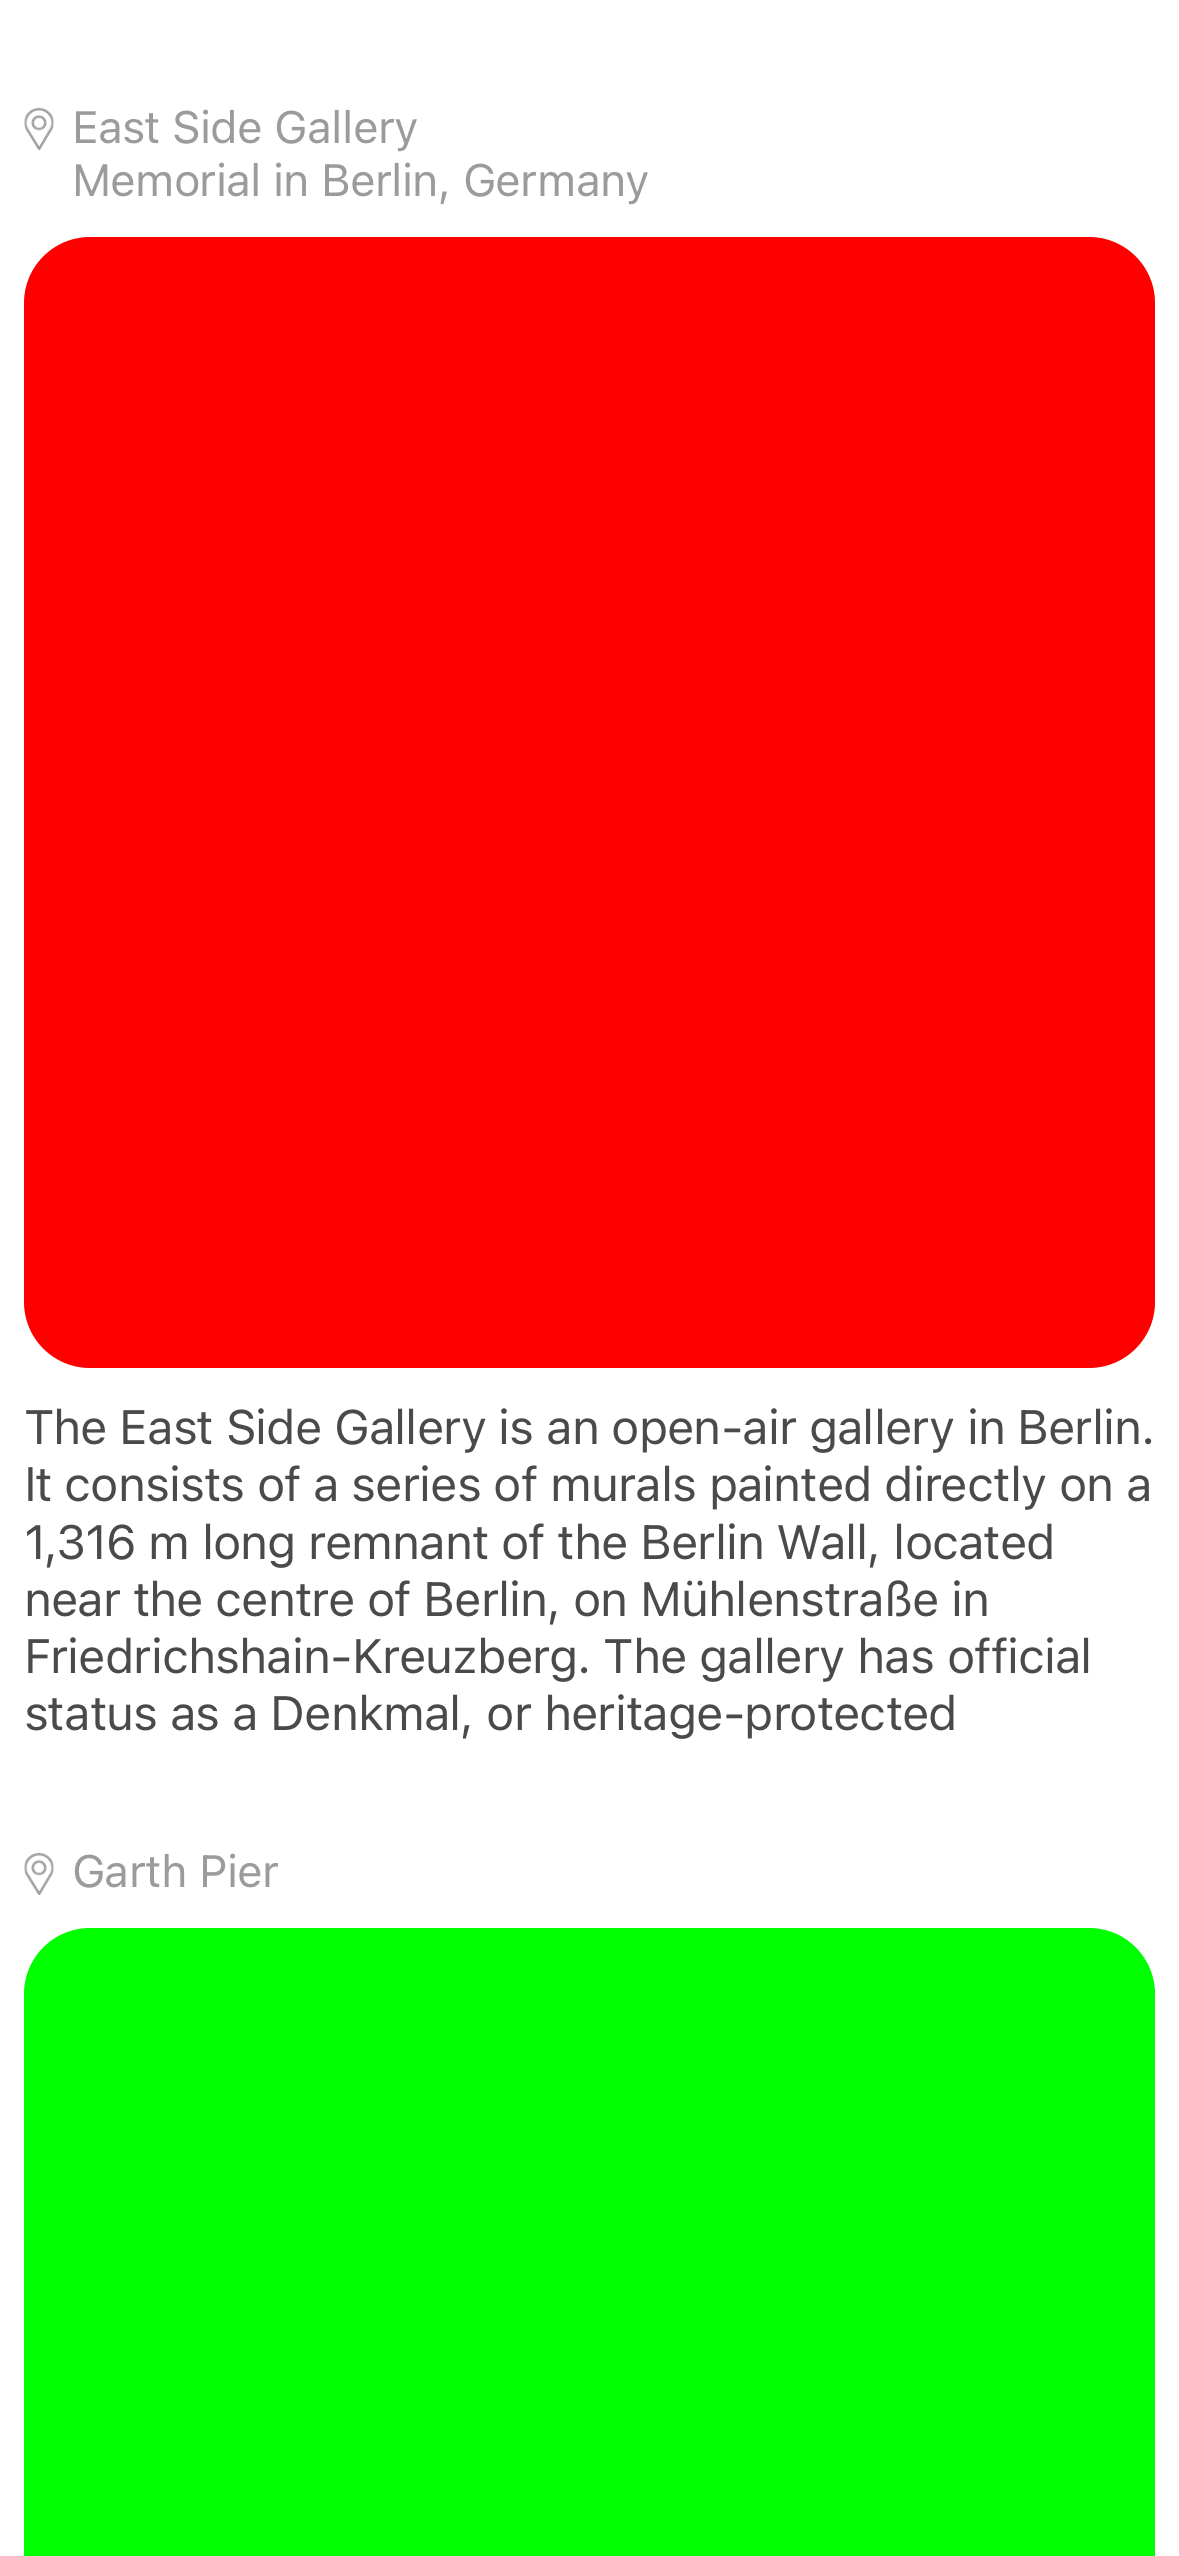 East Side Gallery
Memorial in Berlin, Germany
The East Side Gallery is an open-air gallery in Berlin.
It consists of a series of murals painted directly on a
1,316 m long remnant of the Berlin Wall, located
near the centre of Berlin, on Mühlenstraße in
Friedrichshain-Kreuzberg. The gallery has official
status as a Denkmal, or heritage-protected
Garth Pier